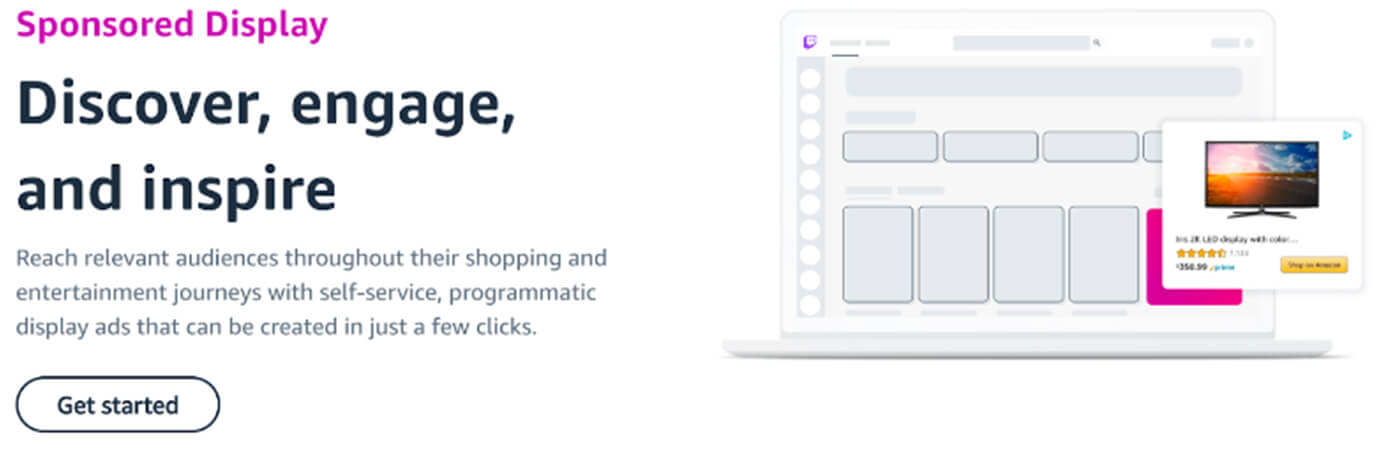 Sponsored Display
Discover, engage,
and inspire
Reach relevant audiences throughout their shopping and
entertainment journeys with self-service, programmatic
display ads that can be created in just a few clicks.
Get started
Iris 2K LED display with color...
$350.99 prime
Shop on Amazon